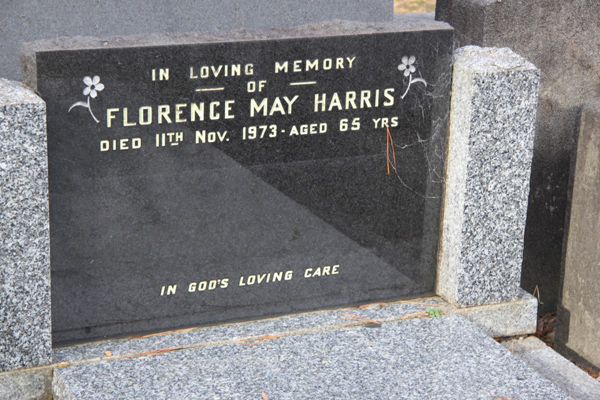 IN LOVING MEMORY
OF
FLORENCE MAY HARRIS
DIED 11TH NOV. 1973 - AGED 65 YRS
IN GOD'S LOVING CARE